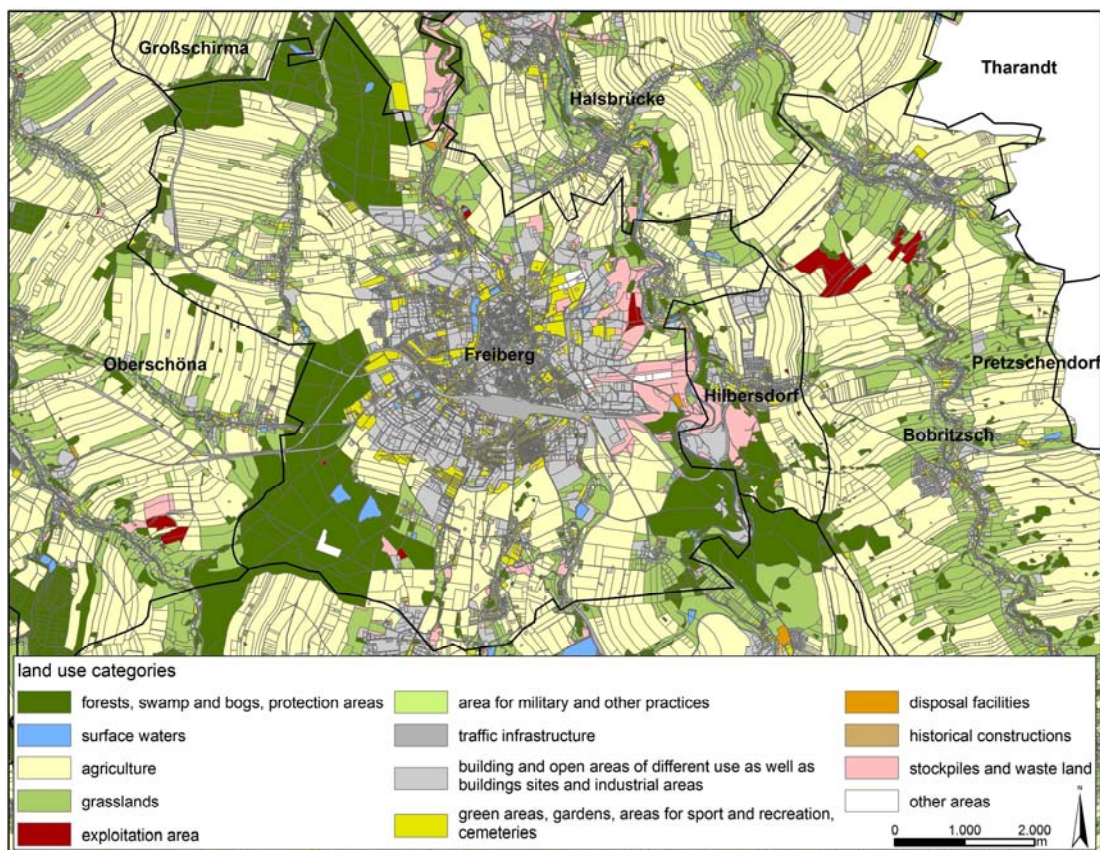 Großschirma
Tharandt
Halsbrücke
Freiberg
Oberschöna
Pretzschendorf
Hilbersdorf
Bobritzsch
land use categories
forests, swamp and bogs, protection areas
surface waters
agriculture
grasslands
exploitation area
area for military and other practices
traffic infrastructure
building and open areas of different use as well as
buildings sites and industrial areas
green areas, gardens, areas for sport and recreation,
cemeteries
disposal facilities
historical constructions
stockpiles and waste land
other areas
N
0 1.000 2.000
m